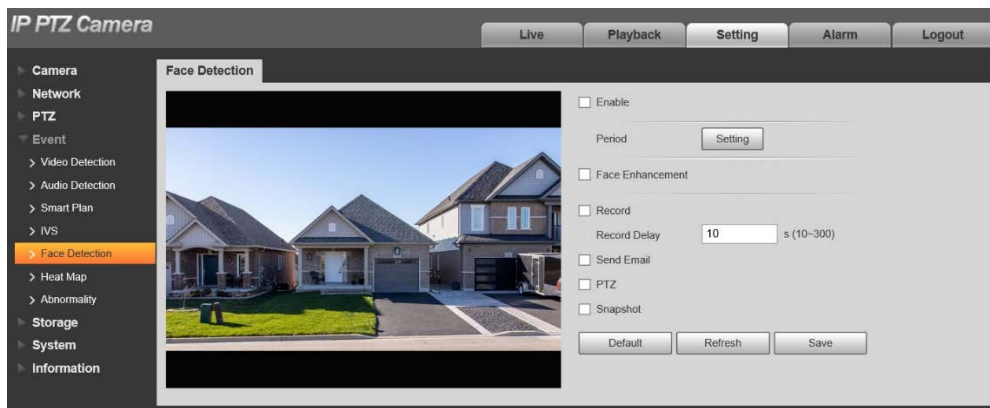 IP PTZ Camera
Live Playback Setting Alarm Logout
Camera
Network
PTZ
Event
Video Detection
Audio Detection
Smart Plan
IVS
Face Detection
Heat Map
Abnormality
Storage
System
Information
Face Detection
Enable
Period Setting
Face Enhancement
Record
Record Delay 10 s (10~300)
Send Email
PTZ
Snapshot
Default Refresh Save